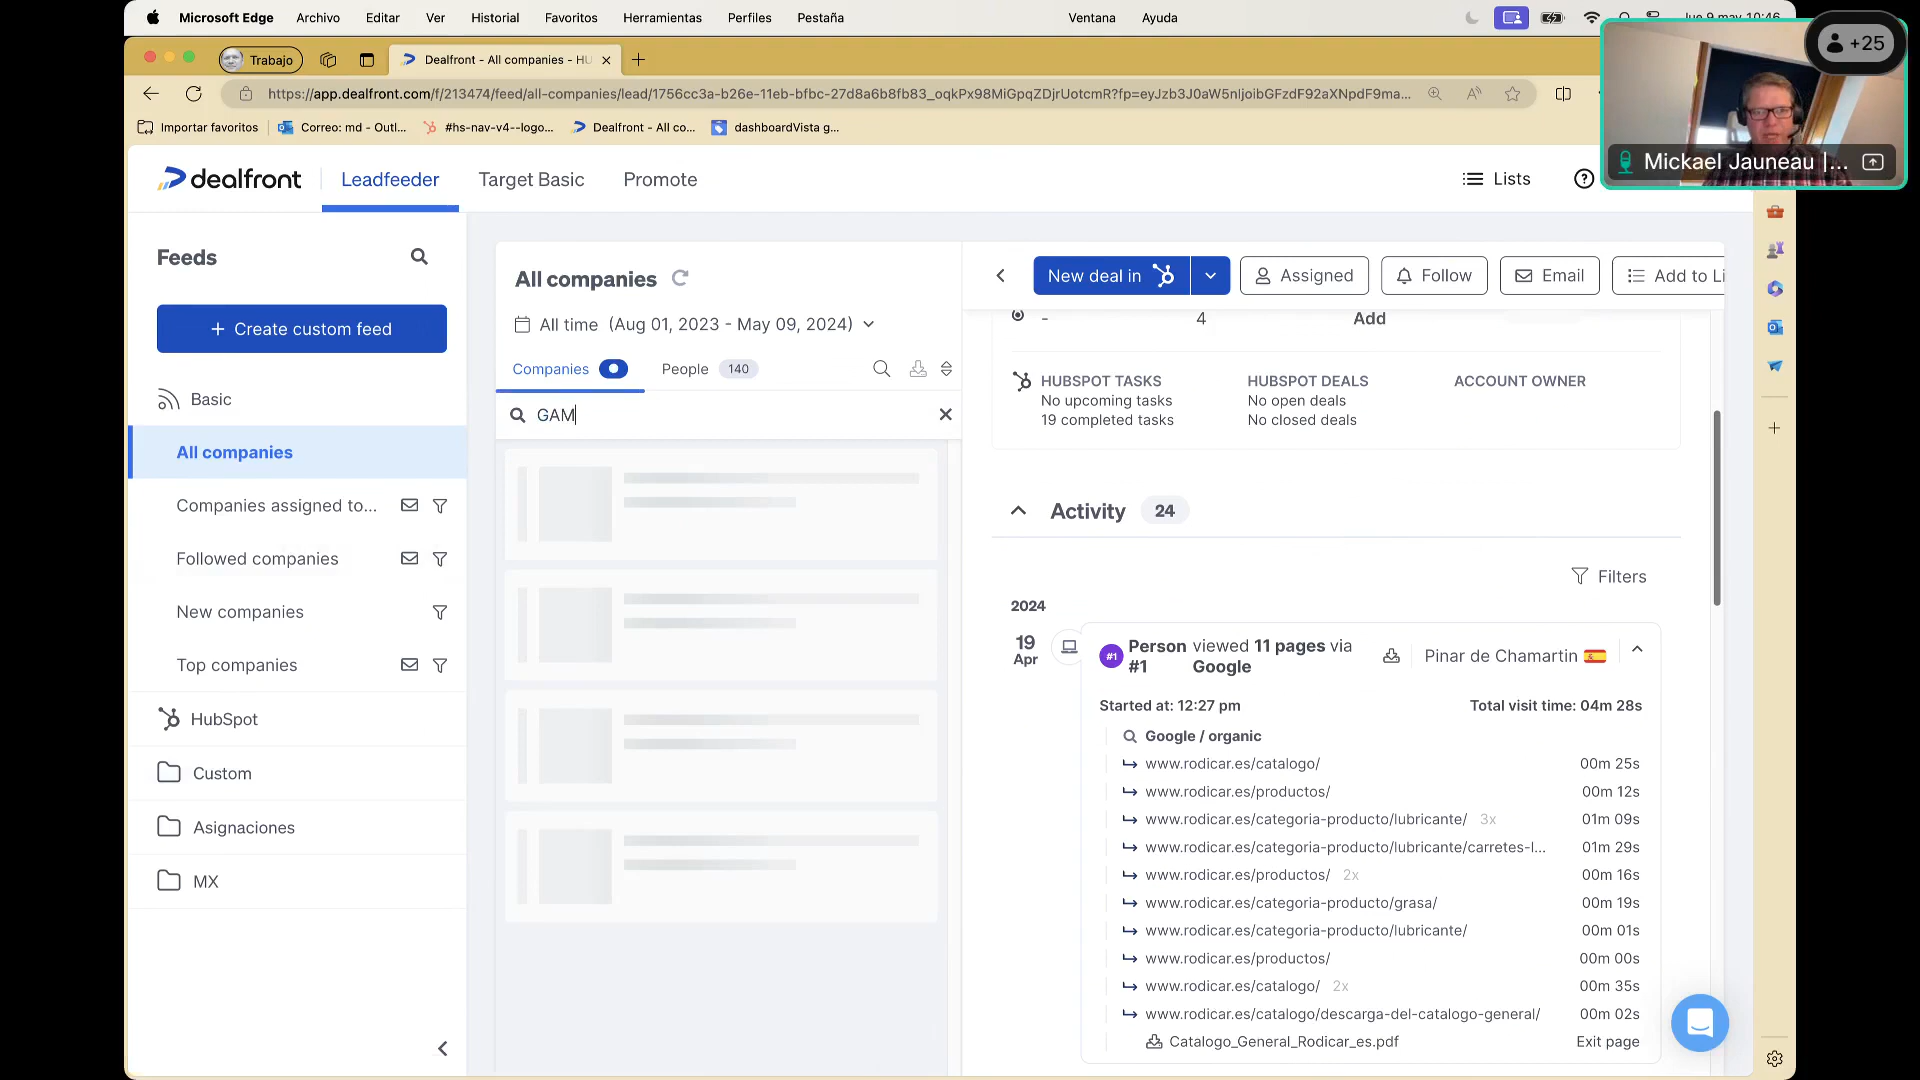 Microsoft Edge Archivo Editar Ver Historial Favoritos Herramientas Perfiles Pestaña Ventana Ayuda
Trabajo
Dealfront - All companies - HU
https://app.dealfront.com/f/213474/feed/all-companies/lead/1756cc3a-b26e-11eb-bfbc-27d8a6b8fb83_oqkPx98MiGpqZDjrUotcmR?fp=eyJzb3J0aW5nIjoibGFzdF92aXNpdF9ma...
Importar favoritos
Correo: md - Outl...
#hs-nav-v4--logo...
Dealfront - All co...
dashboardVista g...
+25
Mickael Jauneau |...
dealfront
Leadfeeder
Target Basic
Promote
Lists
Feeds
+ Create custom feed
Basic
All companies
Companies assigned to...
Followed companies
New companies
Top companies
HubSpot
Custom
Asignaciones
MX
All companies
All time (Aug 01, 2023 - May 09, 2024)
Companies
People 140
GAM
New deal in
Assigned
Follow
Email
Add to Li
- 4 Add
HUBSPOT TASKS
No upcoming tasks
19 completed tasks
HUBSPOT DEALS
No open deals
No closed deals
ACCOUNT OWNER
Activity 24
Filters
2024
19
Apr
#1
Person viewed 11 pages via
#1 Google
Pinar de Chamartin
Started at: 12:27 pm Total visit time: 04m 28s
Google / organic
www.rodicar.es/catalogo/ 00m 25s
www.rodicar.es/productos/ 00m 12s
www.rodicar.es/categoria-producto/lubricante/ 3x 01m 09s
www.rodicar.es/categoria-producto/lubricante/carretes-l... 01m 29s
www.rodicar.es/productos/ 2x 00m 16s
www.rodicar.es/categoria-producto/grasa/ 00m 19s
www.rodicar.es/categoria-producto/lubricante/ 00m 01s
www.rodicar.es/productos/ 00m 00s
www.rodicar.es/catalogo/ 2x 00m 35s
www.rodicar.es/catalogo/descarga-del-catalogo-general/ 00m 02s
Catalogo_General_Rodicar_es.pdf Exit page